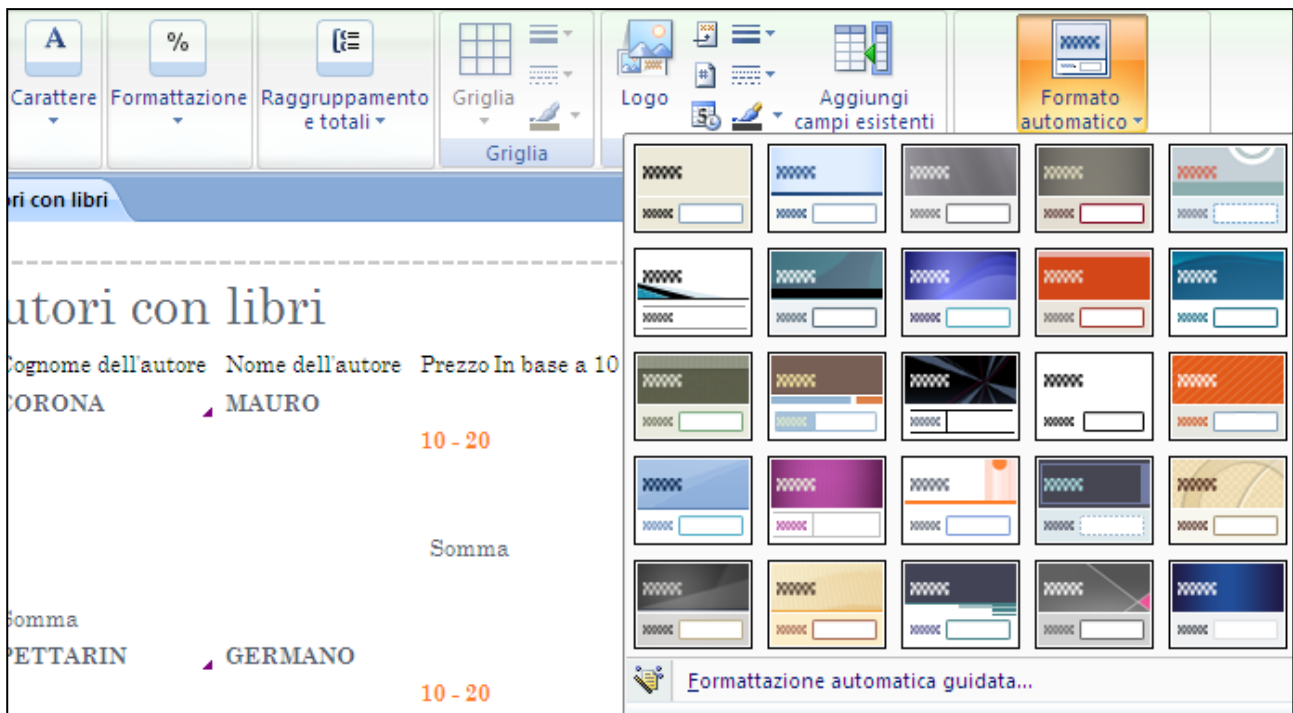 A
%
Carattere
Formattazione
Raggruppamento
e totali
Griglia
Logo
Aggiungi
campi esistenti
Formato
automatico
Griglia
ori con libri
utori con libri
Cognome dell'autore Nome dell'autore Prezzo In base a 10
CORONA MAURO
10 - 20
Somma
Somma
PETTARIN GERMANO
10 - 20
Formattazione automatica guidata...